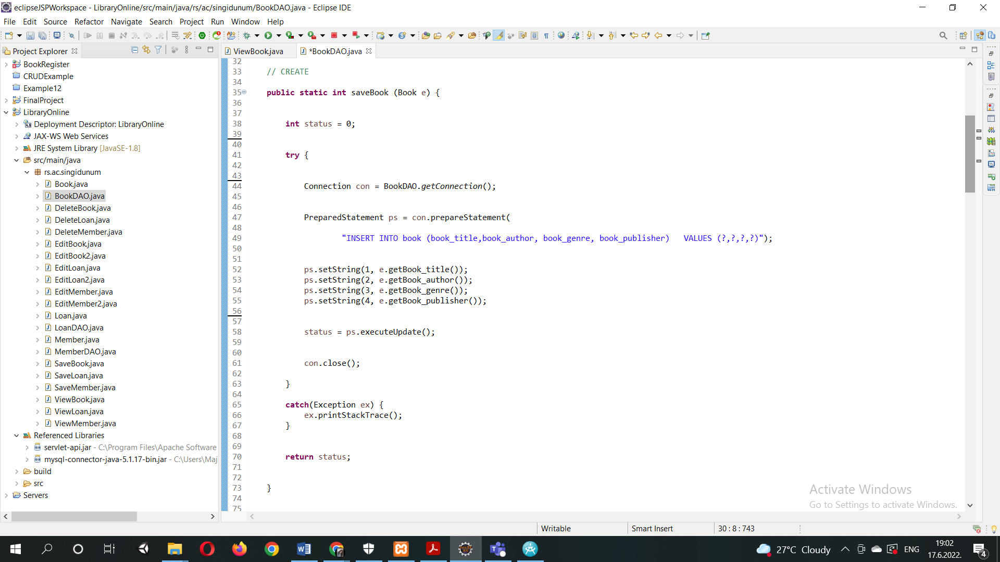 eclipseJSPWorkspace - LibraryOnline/src/main/java/rs/ac/singidunum/BookDAO.java - Eclipse IDE
File Edit Source Refactor Navigate Search Project Run Window Help
Project Explorer
BookRegister
CRUDExample
Example12
FinalProject
LibraryOnline
Deployment Descriptor: LibraryOnline
JAX-WS Web Services
JRE System Library [JavaSE-1.8]
src/main/java
rs.ac.singidunum
Book.java
BookDAO.java
DeleteBook.java
DeleteLoan.java
DeleteMember.java
EditBook.java
EditBook2.java
EditLoan.java
EditLoan2.java
EditMember.java
EditMember2.java
Loan.java
LoanDAO.java
Member.java
MemberDAO.java
SaveBook.java
SaveLoan.java
SaveMember.java
ViewBook.java
ViewLoan.java
ViewMember.java
Referenced Libraries
servlet-api.jar - C:\Program Files\Apache Software
mysql-connector-java-5.1.17-bin.jar - C:\Users\Maj
build
src
Servers
ViewBook.java *BookDAO.java
32
33 // CREATE
34
35 public static int saveBook (Book e) {
36
37
38 int status = 0;
39
40
41 try {
42
43
44 Connection con = BookDAO.getConnection();
45
46
47 PreparedStatement ps = con.prepareStatement(
48
49 "INSERT INTO book (book_title,book_author, book_genre, book_publisher)   VALUES (?,?,?,?)");
50
51
52 ps.setString(1, e.getBook_title());
53 ps.setString(2, e.getBook_author());
54 ps.setString(3, e.getBook_genre());
55 ps.setString(4, e.getBook_publisher());
56
57
58 status = ps.executeUpdate();
59
60
61 con.close();
62
63 }
64
65 catch(Exception ex) {
66 ex.printStackTrace();
67 }
68
69
70 return status;
71
72
73 }
74
75
Activate Windows
Go to Settings to activate Windows.
Writable Smart Insert 30 : 8 : 743
27°C Cloudy ENG 19:02
17.6.2022. 4